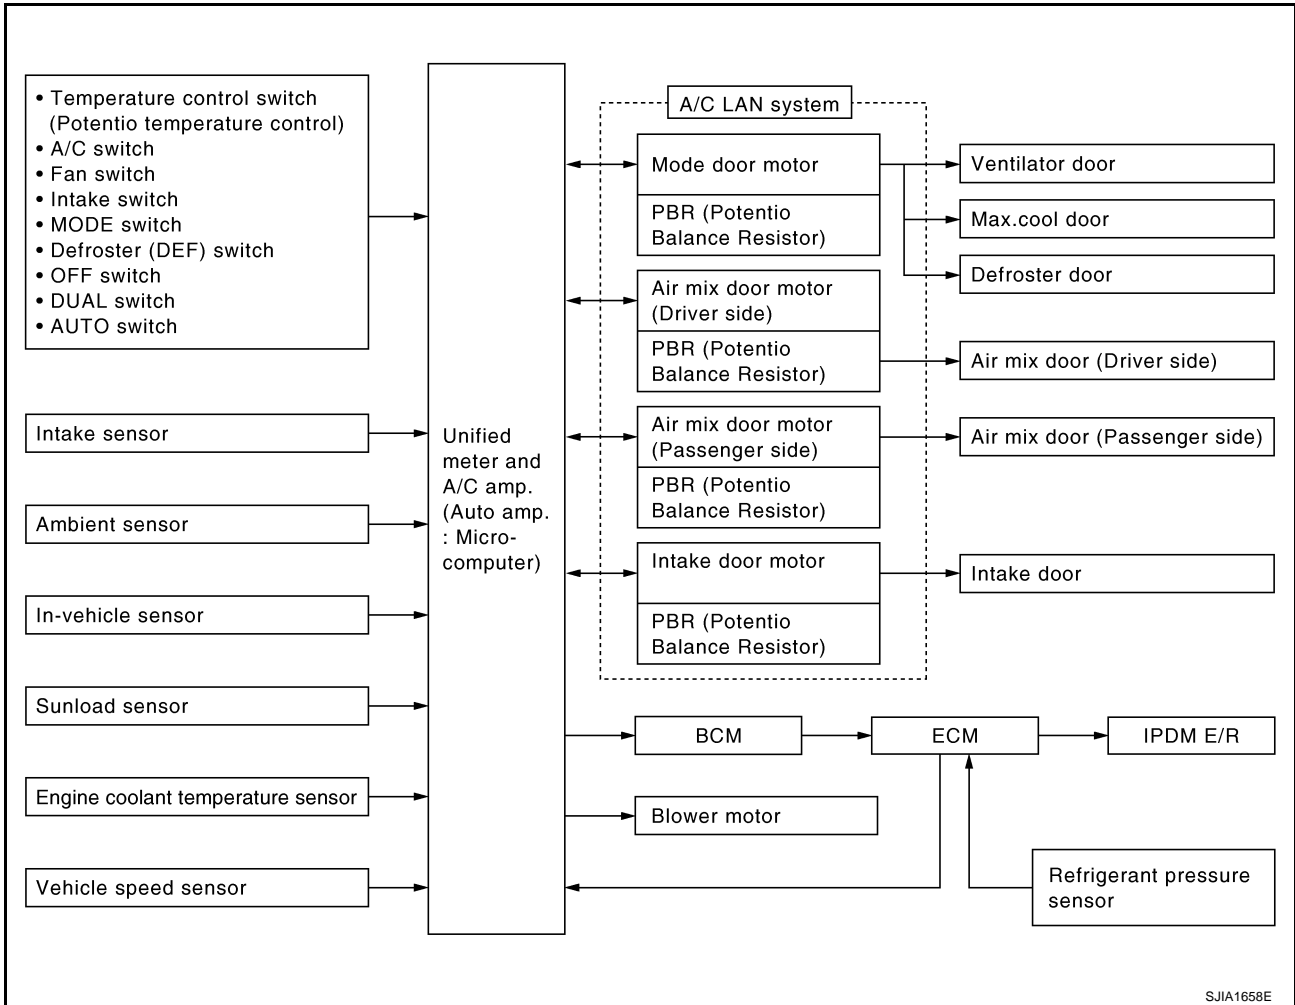 • Temperature control switch
(Potentio temperature control)
• A/C switch
• Fan switch
• Intake switch
• MODE switch
• Defroster (DEF) switch
• OFF switch
• DUAL switch
• AUTO switch
Intake sensor
Ambient sensor
In-vehicle sensor
Sunload sensor
Engine coolant temperature sensor
Vehicle speed sensor
Unified
meter and
A/C amp.
(Auto amp.
: Micro-
computer)
A/C LAN system
Mode door motor
PBR (Potentio
Balance Resistor)
Air mix door motor
(Driver side)
PBR (Potentio
Balance Resistor)
Air mix door motor
(Passenger side)
PBR (Potentio
Balance Resistor)
Intake door motor
PBR (Potentio
Balance Resistor)
Ventilator door
Max.cool door
Defroster door
Air mix door (Driver side)
Air mix door (Passenger side)
Intake door
BCM
ECM
IPDM E/R
Blower motor
Refrigerant pressure
sensor
SJIA1658E